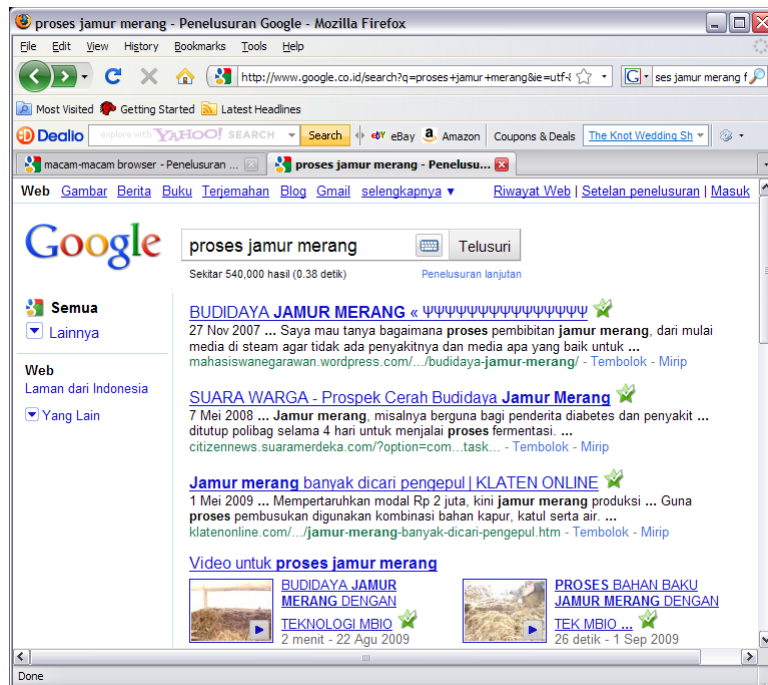 proses jamur merang - Penelusuran Google - Mozilla Firefox
File Edit View History Bookmarks Tools Help
http://www.google.co.id/search?q=proses+jamur+merang&ie=utf-8 ses jamur merang f
Most Visited Getting Started Latest Headlines
Dealio explore with YAHOO! SEARCH Search eBay Amazon Coupons & Deals The Knot Wedding Sh
macam-macam browser - Penelusuran ... proses jamur merang - Penelusu...
Web Gambar Berita Buku Terjemahan Blog Gmail selengkapnya ▼ Riwayat Web | Setelan penelusuran | Masuk
Google proses jamur merang Telusuri
Sekitar 540,000 hasil (0.38 detik) Penelusuran lanjutan
Semua
Lainnya
Web
Laman dari Indonesia
Yang Lain
BUDIDAYA JAMUR MERANG « ΨΨΨΨΨΨΨΨΨΨΨΨΨΨΨ
27 Nov 2007 ... Saya mau tanya bagaimana proses pembibitan jamur merang, dari mulai
media di steam agar tidak ada penyakitnya dan media apa yang baik untuk ...
mahasiswanegarawan.wordpress.com/.../budidaya-jamur-merang/ - Tembolok - Mirip
SUARA WARGA - Prospek Cerah Budidaya Jamur Merang
7 Mei 2008 ... Jamur merang, misalnya berguna bagi penderita diabetes dan penyakit ...
ditutup polibag selama 4 hari untuk menjalai proses fermentasi. ...
citizennews.suaramerdeka.com/?option=com...task... - Tembolok - Mirip
Jamur merang banyak dicari pengepul | KLATEN ONLINE
1 Mei 2009 ... Mempertaruhkan modal Rp 2 juta, kini jamur merang produksi ... Guna
proses pembusukan digunakan kombinasi bahan kapur, katul serta air. ...
klatenonline.com/.../jamur-merang-banyak-dicari-pengepul.htm - Tembolok - Mirip
Video untuk proses jamur merang
BUDIDAYA JAMUR
MERANG DENGAN
TEKNOLOGI MBIO
2 menit - 22 Agu 2009
PROSES BAHAN BAKU
JAMUR MERANG DENGAN
TEK MBIO ...
26 detik - 1 Sep 2009
Done